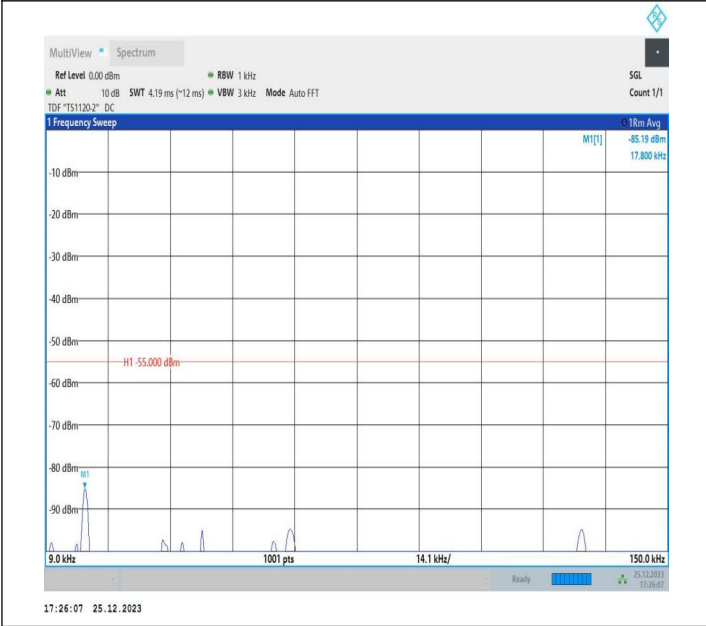 R&S
MultiView Spectrum
Ref Level 0.00 dBm RBW 1 kHz SGL
Att 10 dB SWT 4.19 ms (~12 ms) VBW 3 kHz Mode Auto FFT Count 1/1
TDF "TS1120-2" DC
1 Frequency Sweep 1Rm Avg
M1[1] -85.19 dBm
17.800 kHz
-10 dBm
-20 dBm
-30 dBm
-40 dBm
-50 dBm
H1 -55.000 dBm
-60 dBm
-70 dBm
-80 dBm
M1
-90 dBm
9.0 kHz 1001 pts 14.1 kHz/ 150.0 kHz
Ready 25.12.2023
17:26:07
17:26:07 25.12.2023